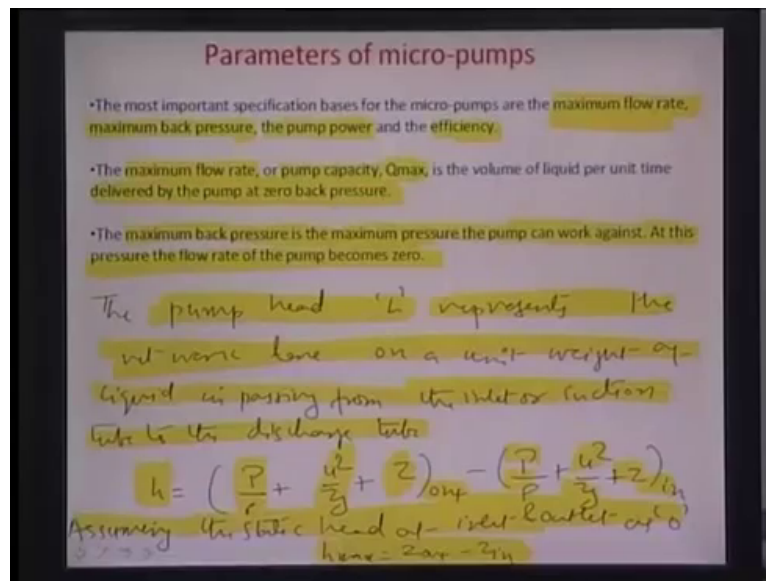 Parameters of micro-pumps
•The most important specification bases for the micro-pumps are the maximum flow rate,
maximum back pressure, the pump power and the efficiency.
•The maximum flow rate, or pump capacity, Qmax, is the volume of liquid per unit time
delivered by the pump at zero back pressure.
•The maximum back pressure is the maximum pressure the pump can work against. At this
pressure the flow rate of the pump becomes zero.
The pump head 'L' represents the
net work done on a unit weight of
liquid in passing from the inlet or suction
tube to the discharge tube
h = (P/ρ + u²/2g + Z)out - (P/ρ + u²/2g + Z)in
Assuming the static head at inlet & outlet as '0'
hmax = Zout - Zin